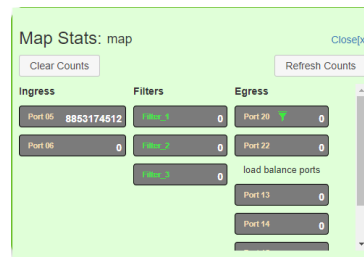 Map Stats: map
Close[x
Clear Counts
Refresh Counts
Ingress
Filters
Egress
Port 05 8853174512
Filter_1 0
Port 20 0
Port 06 0
Filter_2 0
Port 22 0
Filter_3 0
load balance ports
Port 13 0
Port 14 0